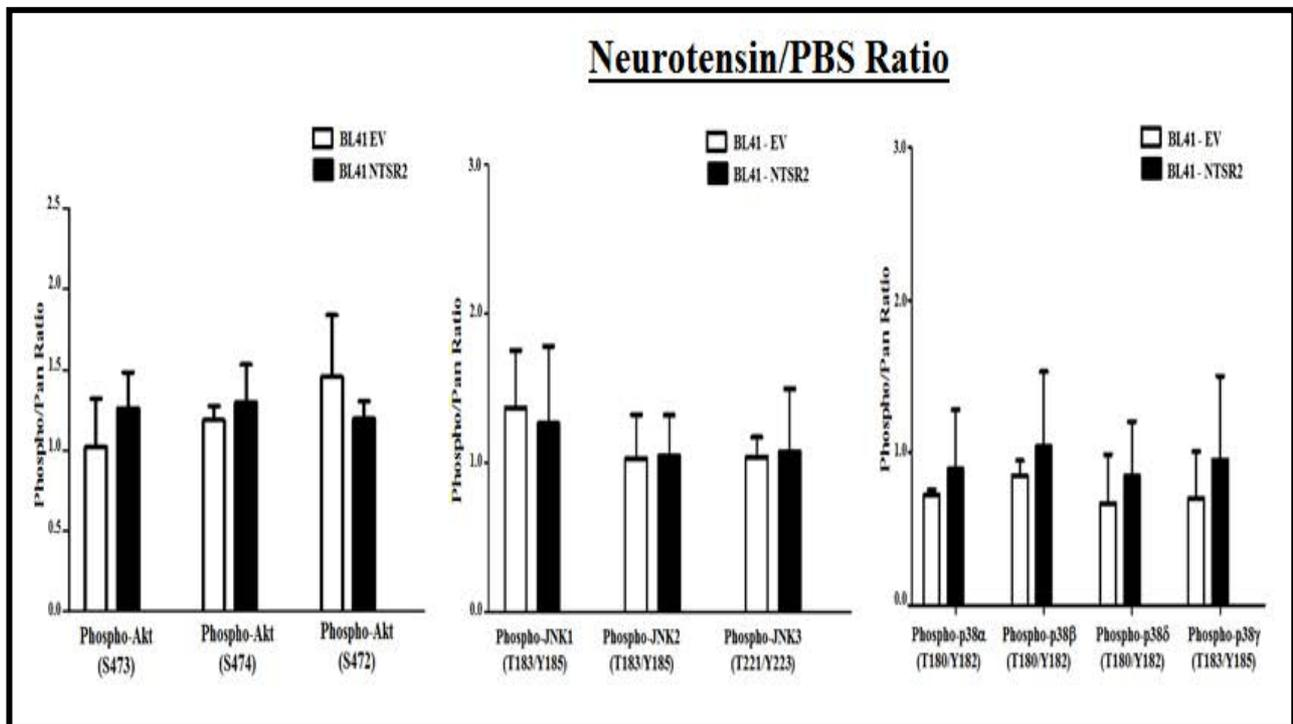 Neurotensin/PBS Ratio
BL41 EV
BL41 NTSR2
2.5
2.0
1.5
1.0
0.5
0.0
Phospho/Pan Ratio
Phospho-Akt
(S473)
Phospho-Akt
(S474)
Phospho-Akt
(S472)
BL41 - EV
BL41 - NTSR2
3.0
2.0
1.0
0.0
Phospho/Pan Ratio
Phospho-JNK1
(T183/Y185)
Phospho-JNK2
(T183/Y185)
Phospho-JNK3
(T221/Y223)
BL41 - EV
BL41 - NTSR2
3.0
2.0
1.0
0.0
Phospho/Pan Ratio
Phospho-p38α
(T180/Y182)
Phospho-p38β
(T180/Y182)
Phospho-p38δ
(T180/Y182)
Phospho-p38γ
(T183/Y185)